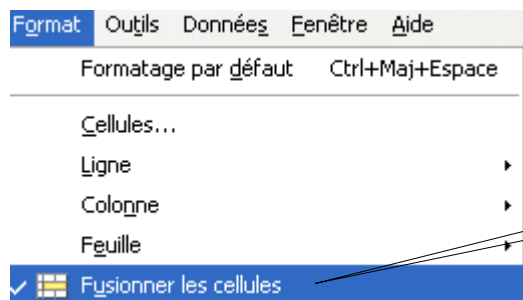 Format Outils Données Fenêtre Aide
Formatage par défaut Ctrl+Maj+Espace
Cellules...
Ligne
Colonne
Feuille
Fusionner les cellules